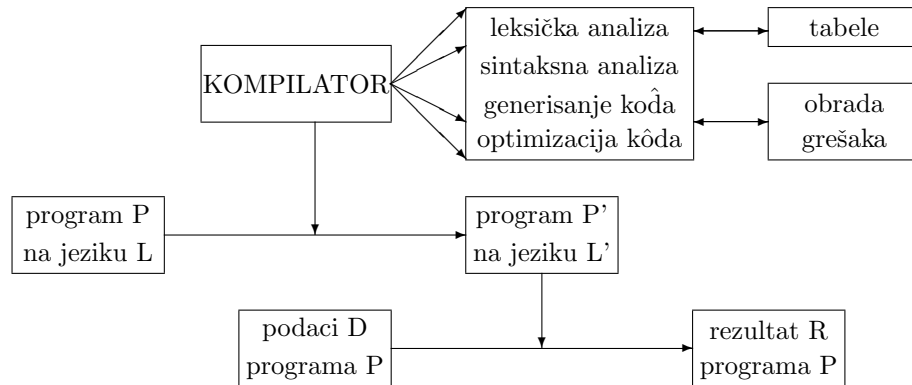 leksička analiza
tabele
KOMPILATOR
sintaksna analiza
generisanje kod̂a
obrada
optimizacija kôda
grešaka
program P
na jeziku L
program P'
na jeziku L'
podaci D
programa P
rezultat R
programa P